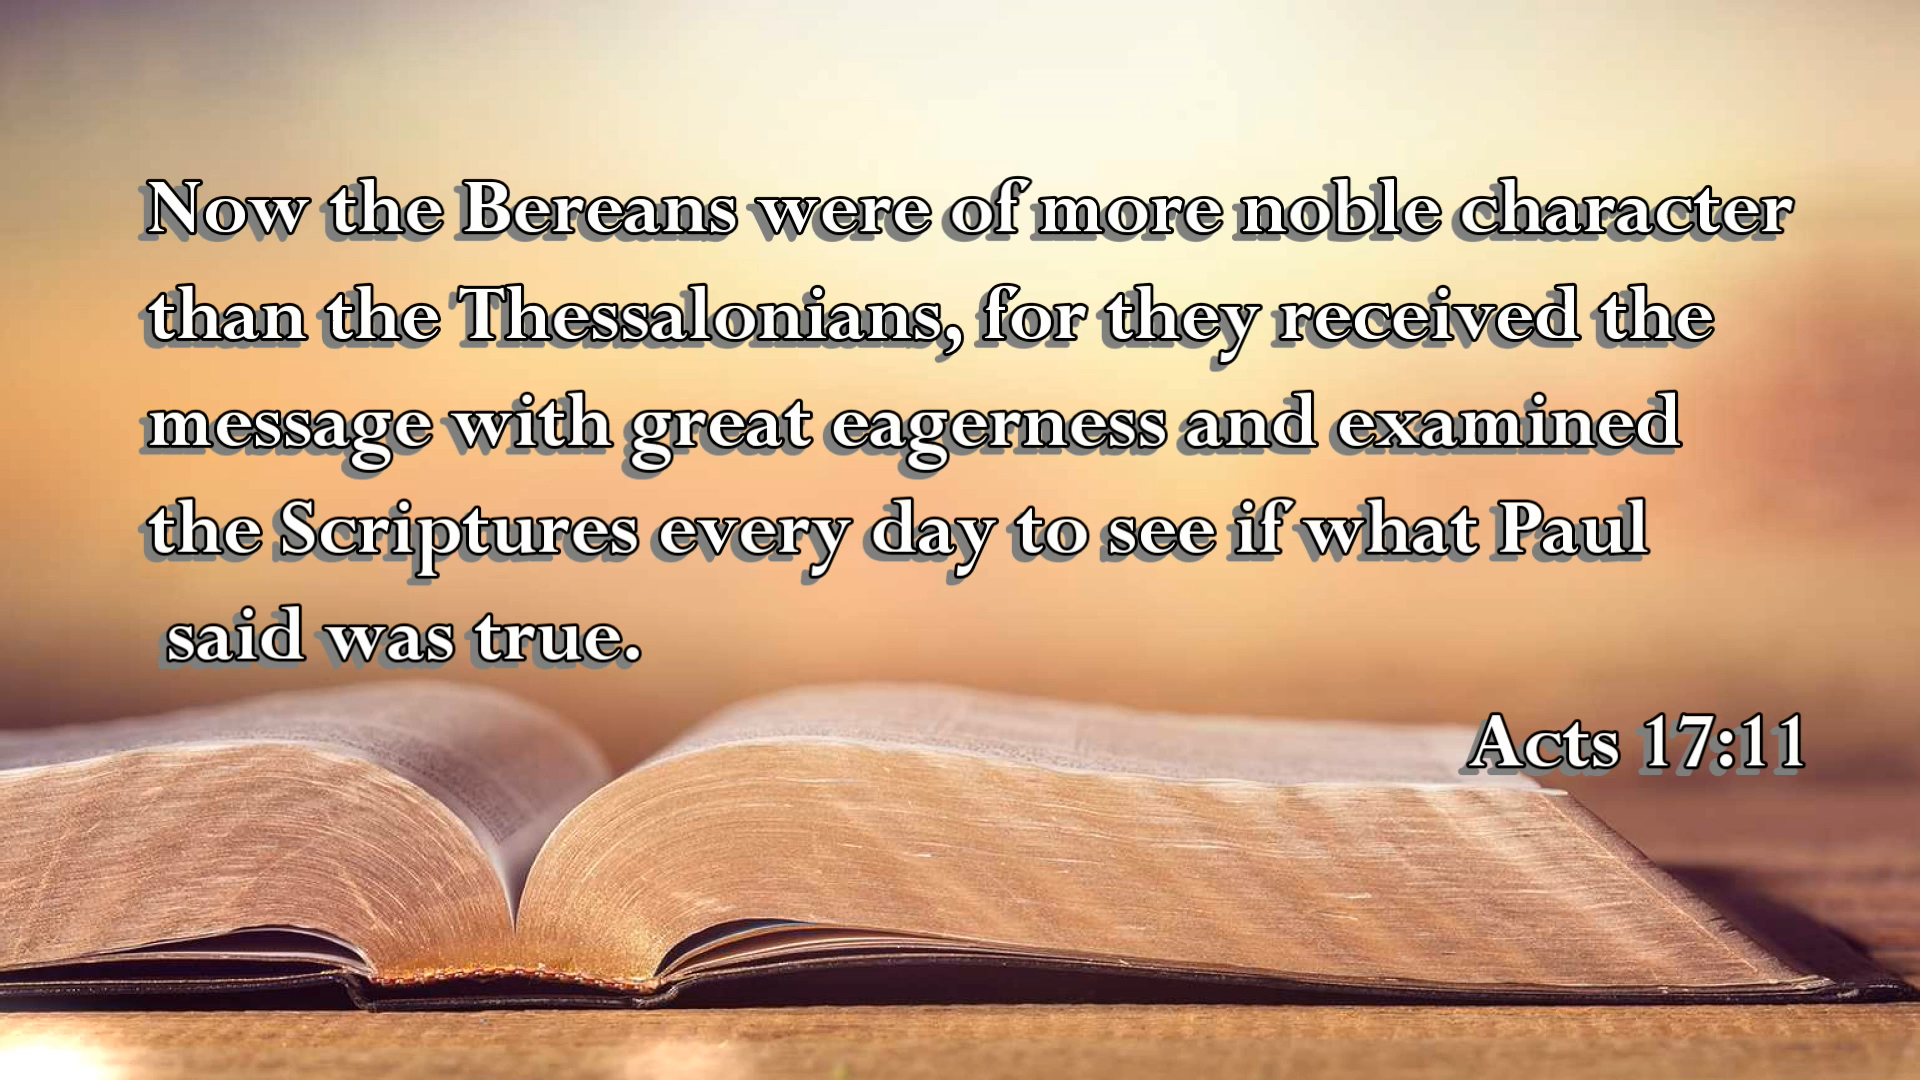 Now the Bereans were of more noble character
than the Thessalonians, for they received the
message with great eagerness and examined
the Scriptures every day to see if what Paul
said was true.
Acts 17:11